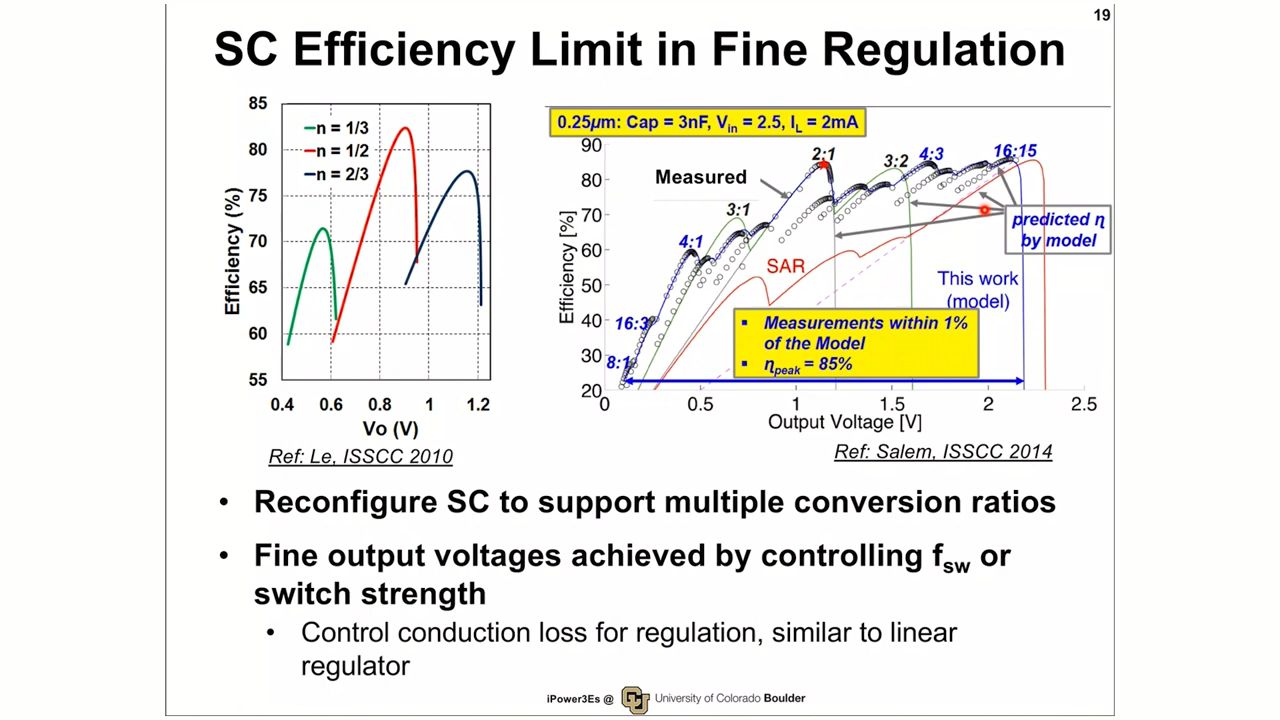 19
SC Efficiency Limit in Fine Regulation
85
80
75
70
65
60
55
Efficiency (%)
n = 1/3
n = 1/2
n = 2/3
0.4 0.6 0.8 1 1.2
Vo (V)
Ref: Le, ISSCC 2010
0.25µm: Cap = 3nF, Vin = 2.5, IL = 2mA
90
80
70
60
50
40
30
20
Efficiency [%]
Measured
8:1
16:3
4:1
3:1
2:1
3:2
4:3
16:15
SAR
predicted η
by model
This work
(model)
▪ Measurements within 1%
of the Model
▪ ηpeak = 85%
0 0.5 1 1.5 2 2.5
Output Voltage [V]
Ref: Salem, ISSCC 2014
• Reconfigure SC to support multiple conversion ratios
• Fine output voltages achieved by controlling fsw or
switch strength
• Control conduction loss for regulation, similar to linear
regulator
iPower3Es @ CU University of Colorado Boulder